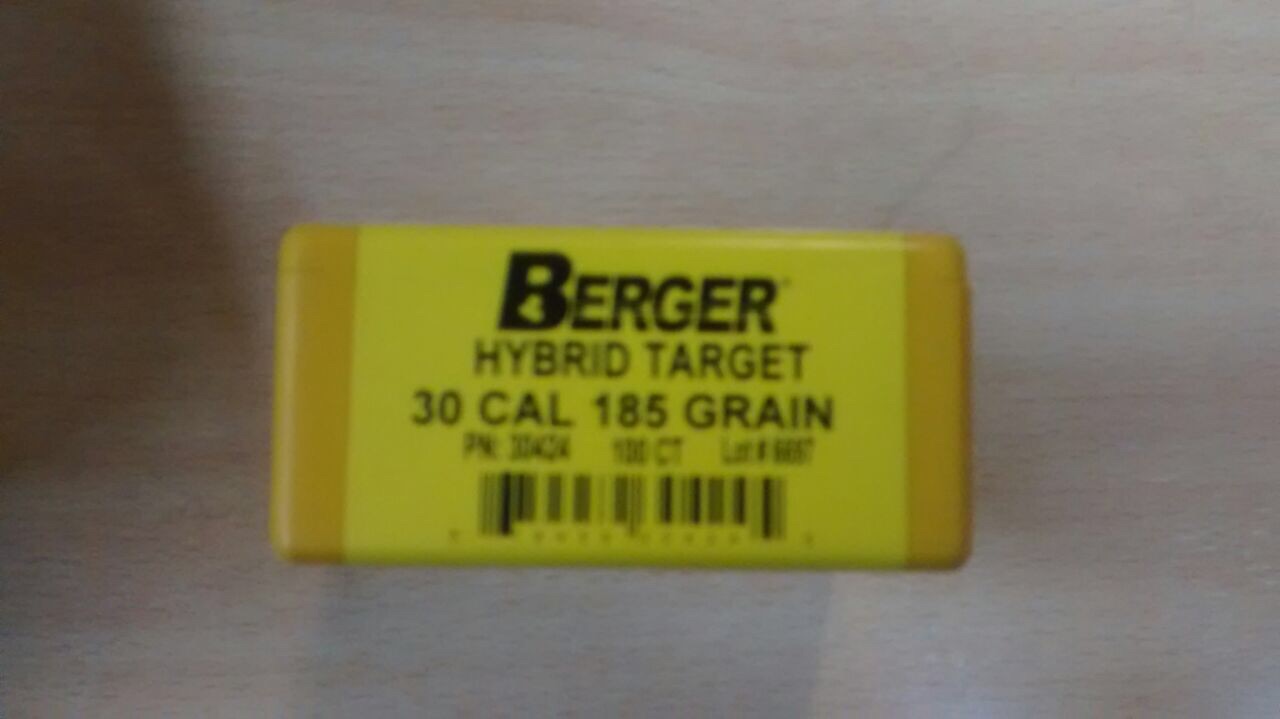 BERGER
HYBRID TARGET
30 CAL 185 GRAIN
PN: 30424 100 CT Lot #